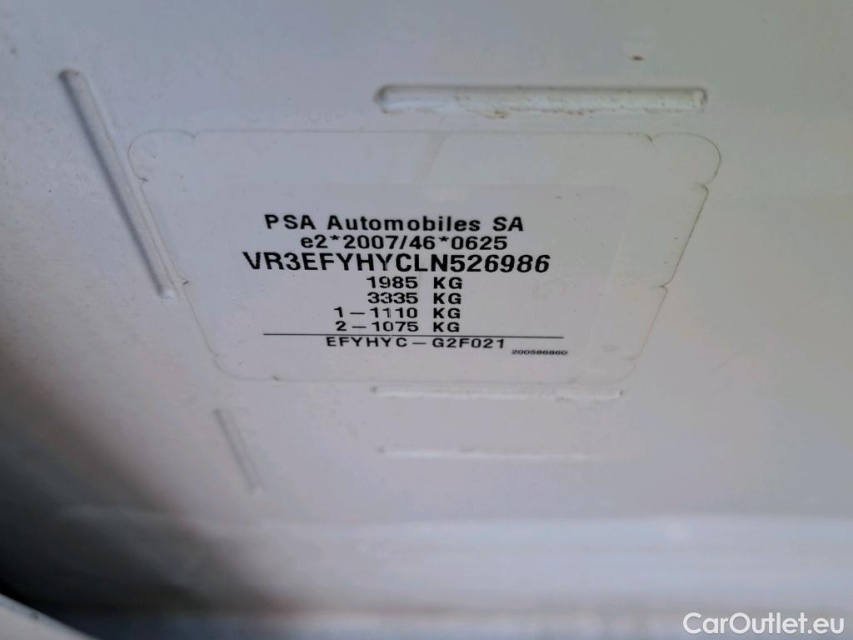 PSA Automobiles SA
e2*2007/46*0625
VR3EFYHYCLN526986
1985 KG
3335 KG
1-1110 KG
2-1075 KG
EFYHYC-G2F021
200586860
CarOutlet.eu